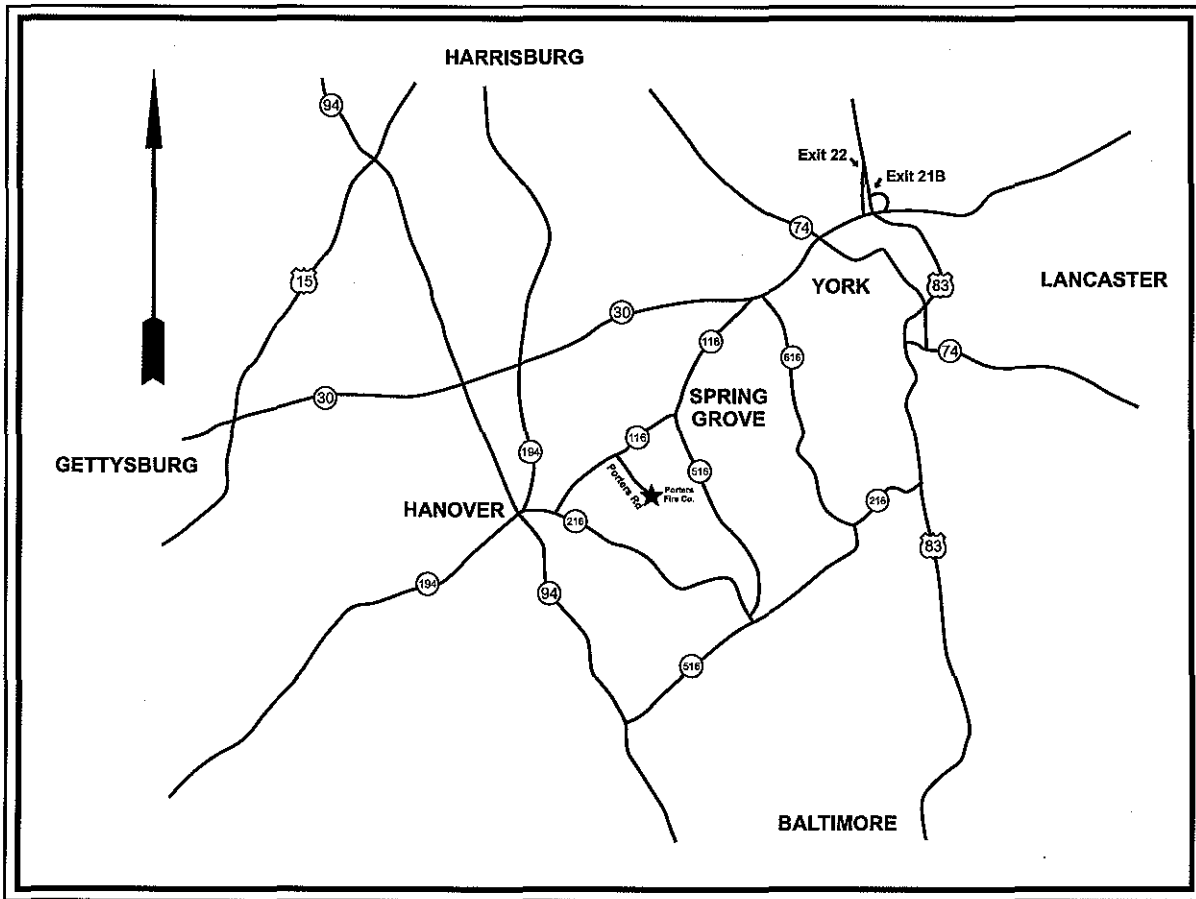 HARRISBURG
94
Exit 22
Exit 21B
74
15
83
LANCASTER
YORK
30
116
616
74
30
SPRING
GROVE
116
194
GETTYSBURG
516
Porters Rd
Porters
Fire Co.
HANOVER
216
216
83
194
94
516
BALTIMORE